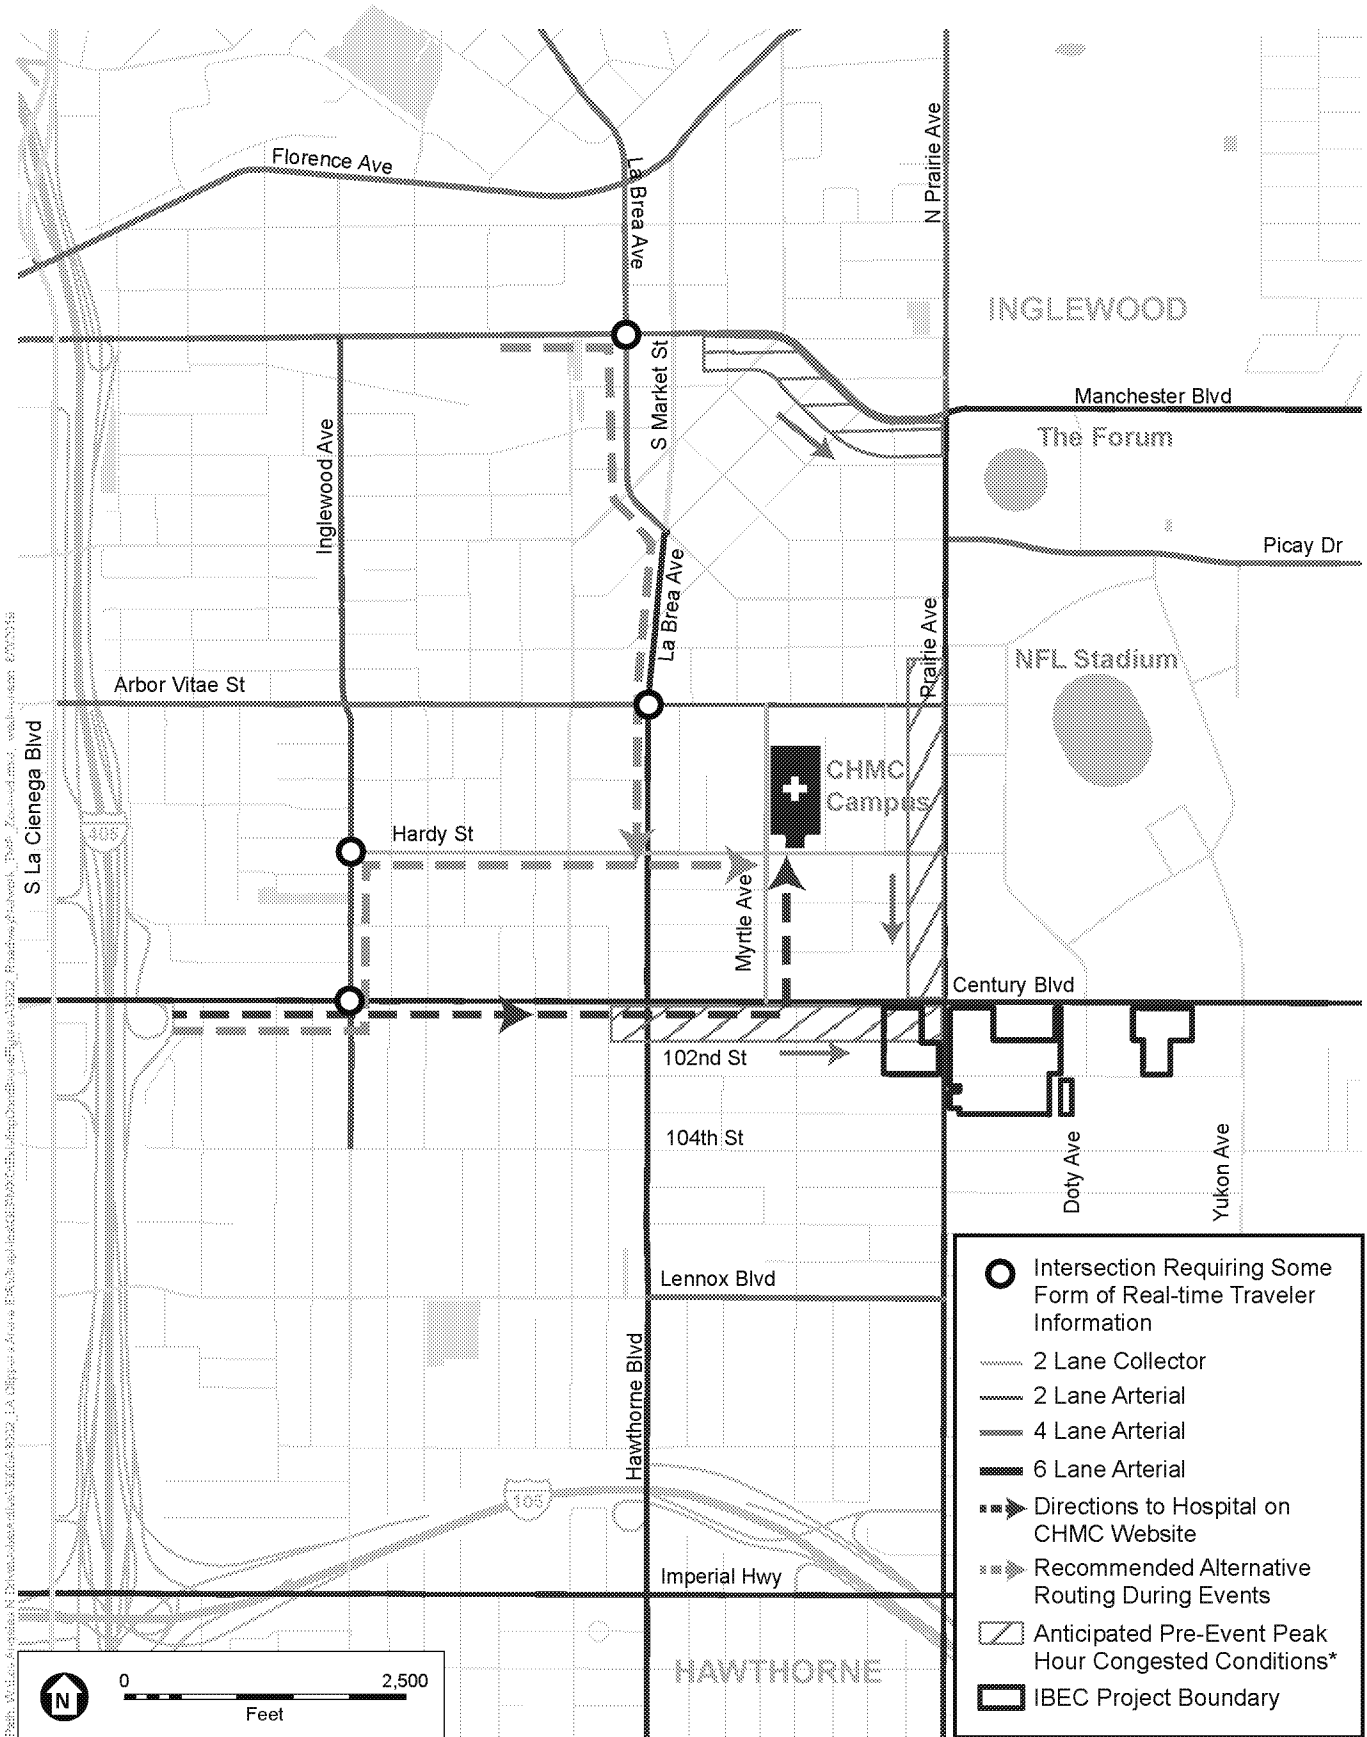 Florence Ave
La Brea Ave
N Prairie Ave
INGLEWOOD
S Market St
Manchester Blvd
The Forum
Inglewood Ave
Picay Dr
La Brea Ave
Prairie Ave
NFL Stadium
Arbor Vitae St
S La Cienega Blvd
CHMC
Campus
405
Hardy St
Myrtle Ave
Century Blvd
102nd St
104th St
Doty Ave
Yukon Ave
Lennox Blvd
Hawthorne Blvd
105
Imperial Hwy
HAWTHORNE
Intersection Requiring Some
Form of Real-time Traveler
Information
2 Lane Collector
2 Lane Arterial
4 Lane Arterial
6 Lane Arterial
Directions to Hospital on
CHMC Website
Recommended Alternative
Routing During Events
Anticipated Pre-Event Peak
Hour Congested Conditions*
IBEC Project Boundary
N
0 2,500
Feet